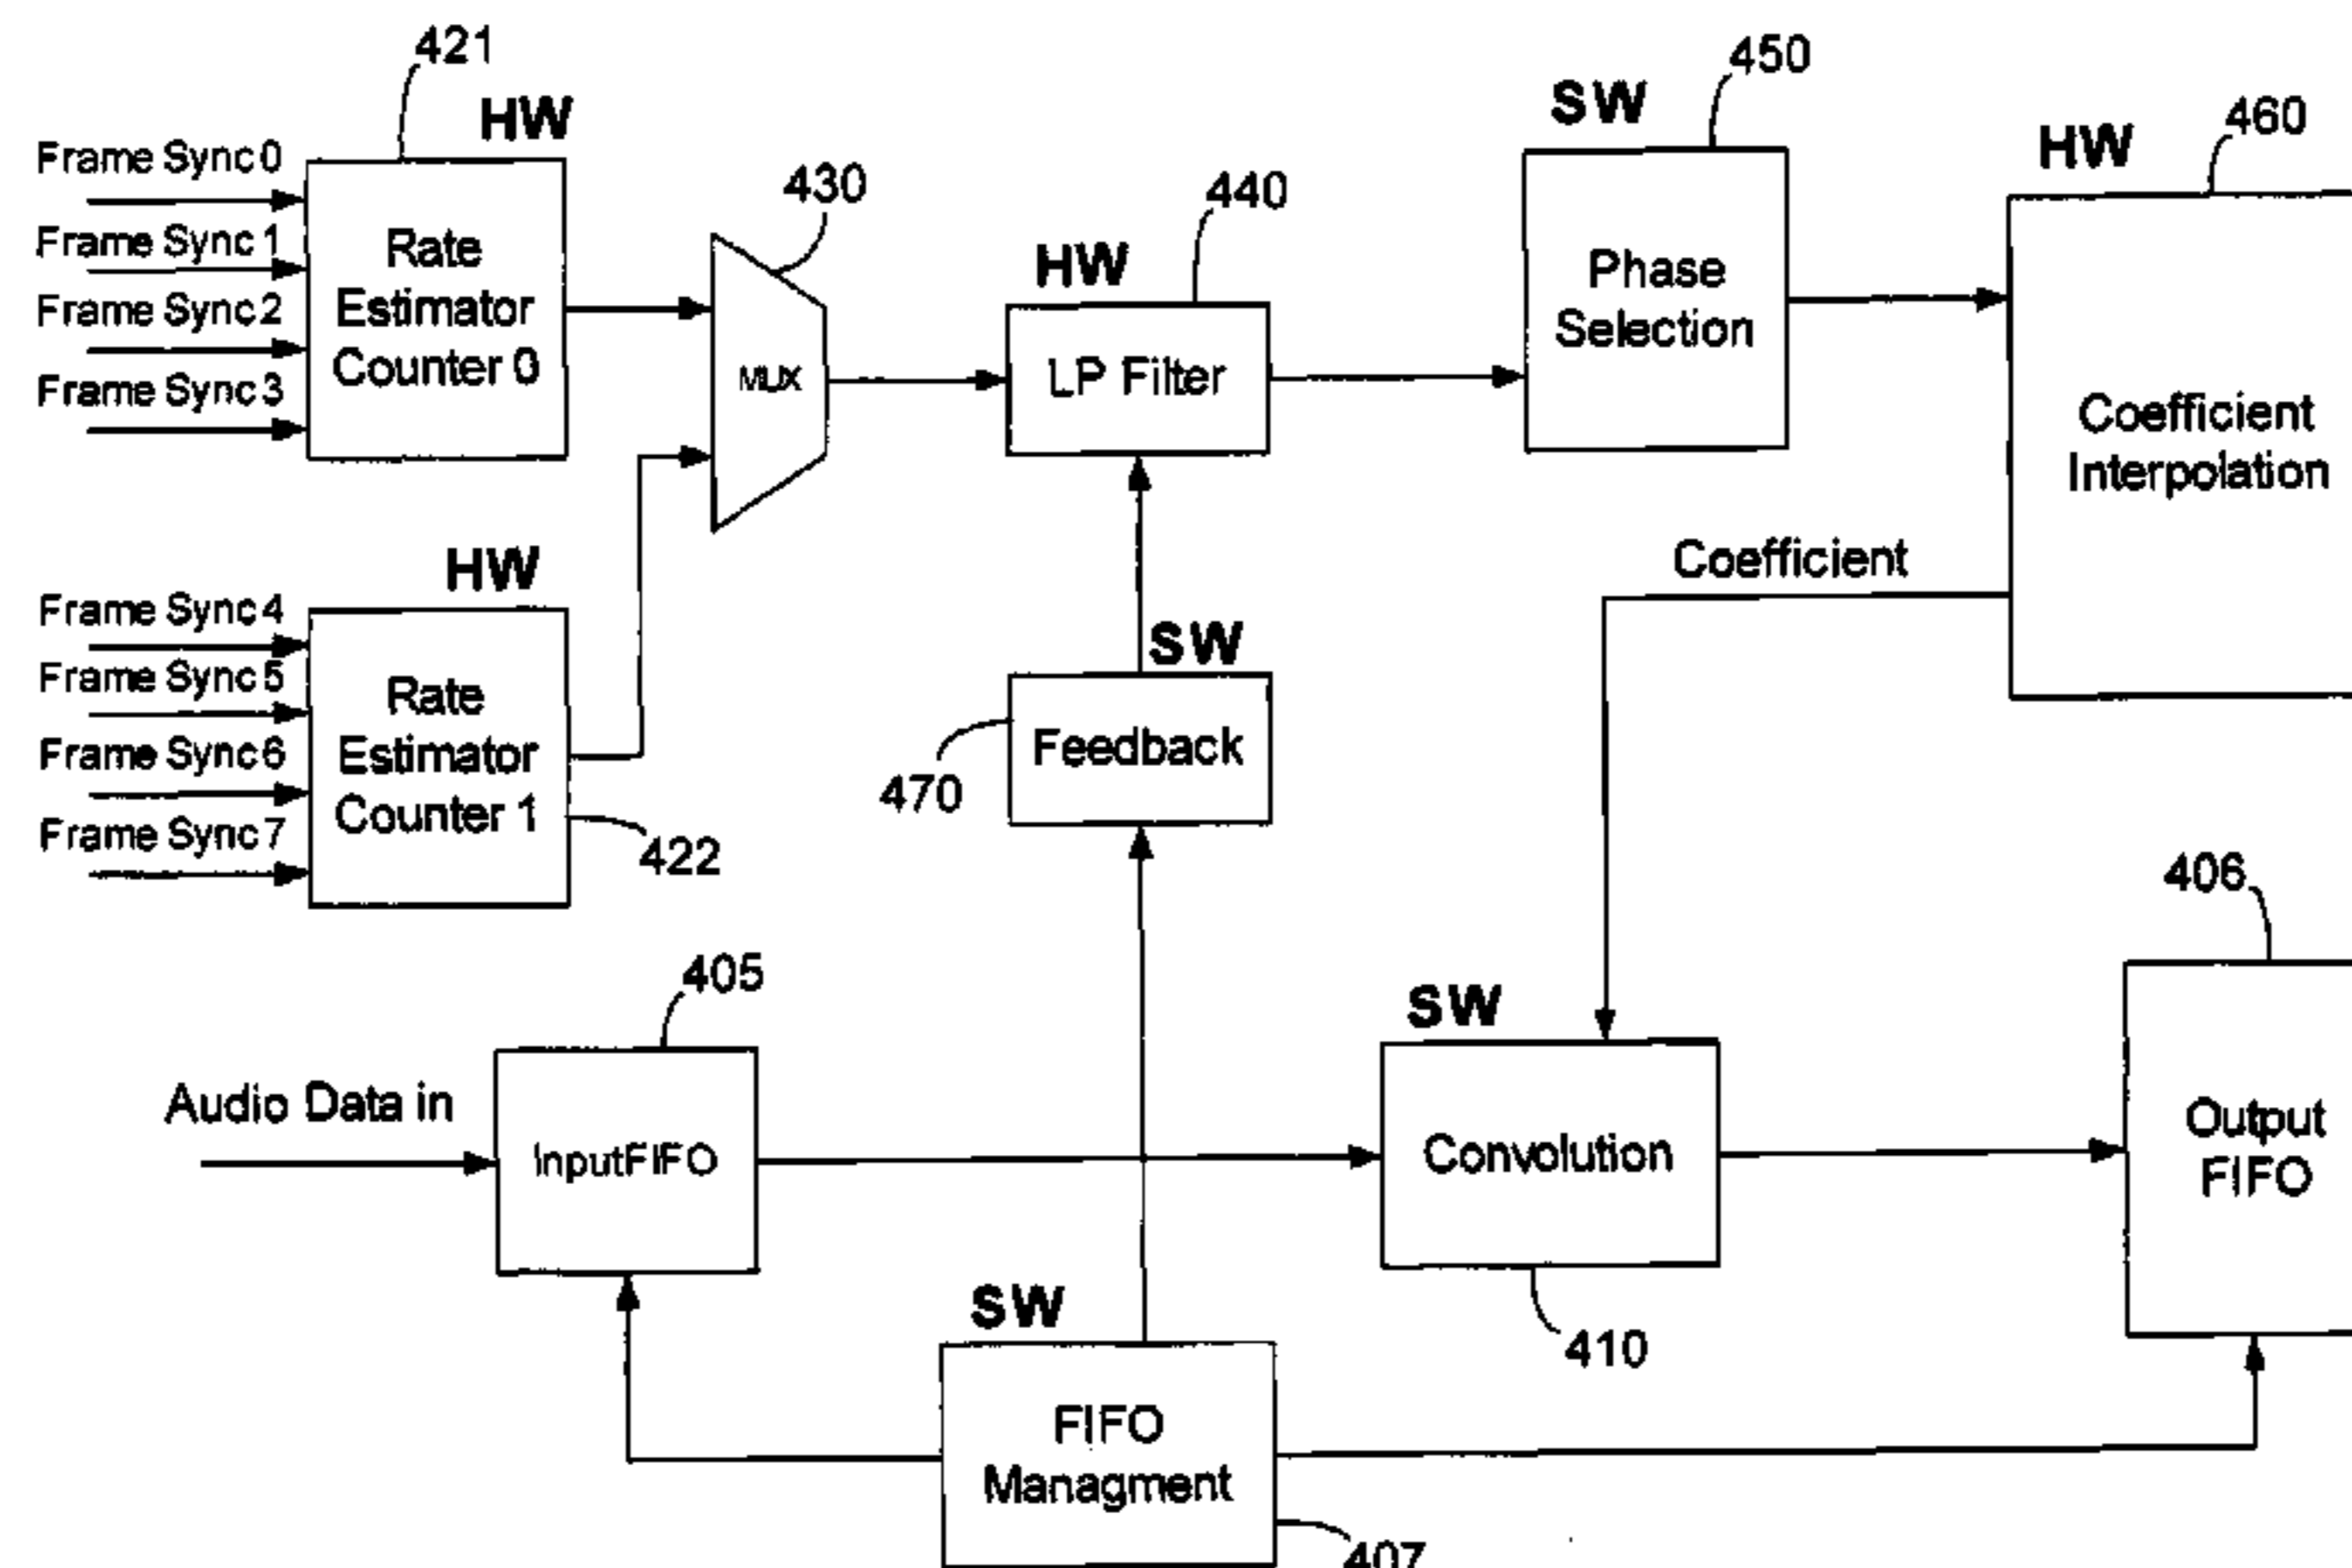 421
HW
Frame Sync 0
Frame Sync 1
Frame Sync 2
Frame Sync 3
Rate
Estimator
Counter 0
430
MUX
440
HW
LP Filter
450
SW
Phase
Selection
460
HW
Coefficient
Interpolation
HW
Frame Sync 4
Frame Sync 5
Frame Sync 6
Frame Sync 7
Rate
Estimator
Counter 1
422
SW
Feedback
470
Coefficient
405
Audio Data in
Input FIFO
SW
Convolution
410
406
Output
FIFO
SW
FIFO
Managment
407